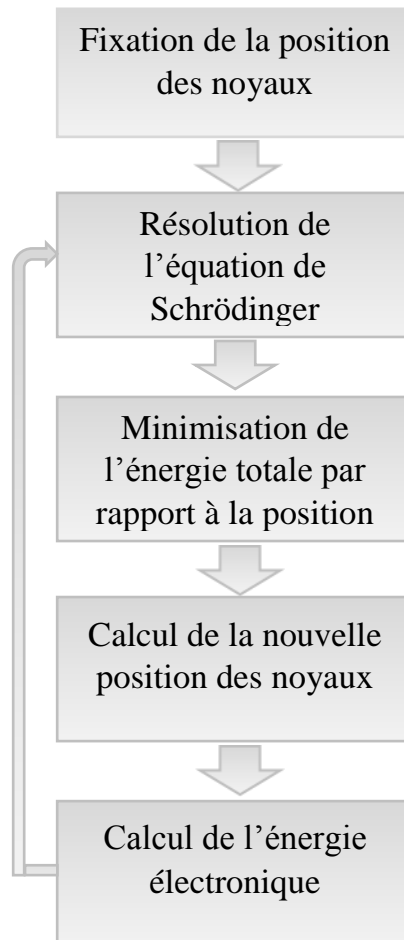 Fixation de la position
des noyaux
Résolution de
l’équation de
Schrödinger
Minimisation de
l’énergie totale par
rapport à la position
Calcul de la nouvelle
position des noyaux
Calcul de l’énergie
électronique